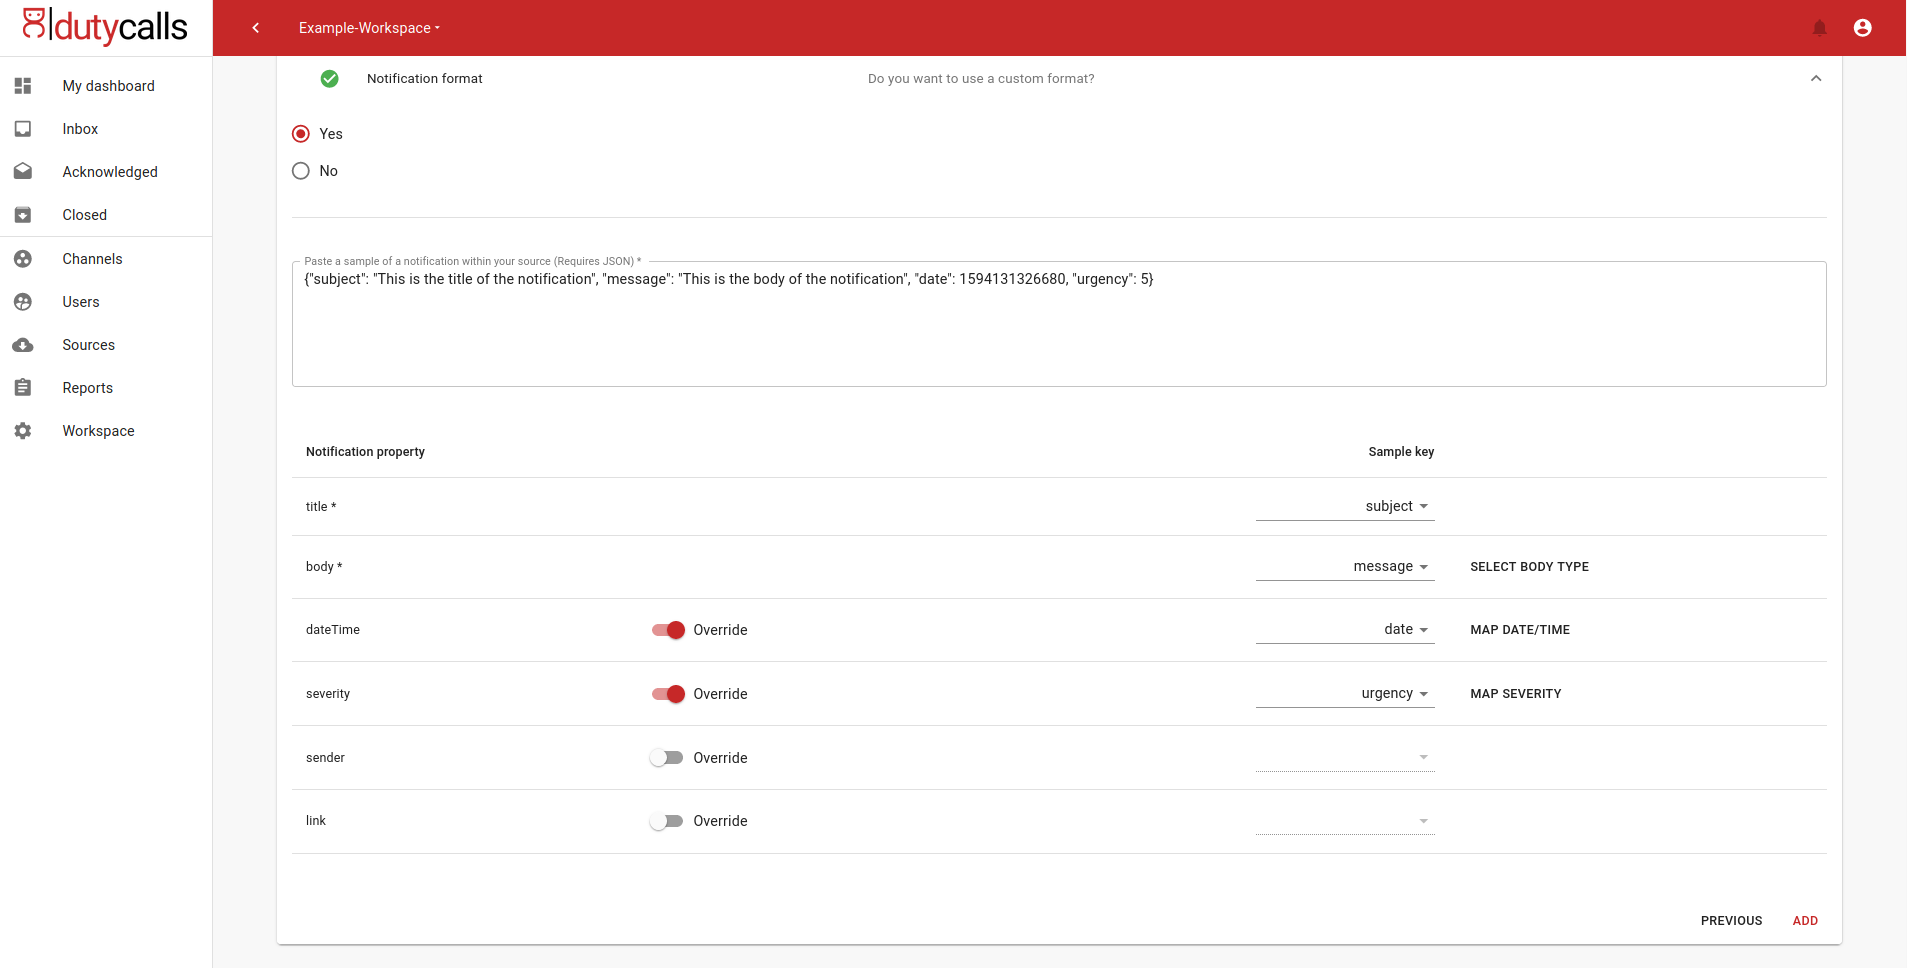 dutycalls
Example-Workspace
My dashboard
Inbox
Acknowledged
Closed
Channels
Users
Sources
Reports
Workspace
Notification format Do you want to use a custom format?
Yes
No
Paste a sample of a notification within your source (Requires JSON) *
{"subject": "This is the title of the notification", "message": "This is the body of the notification", "date": 1594131326680, "urgency": 5}
Notification property Sample key
title * subject
body * message SELECT BODY TYPE
dateTime Override date MAP DATE/TIME
severity Override urgency MAP SEVERITY
sender Override
link Override
PREVIOUS ADD